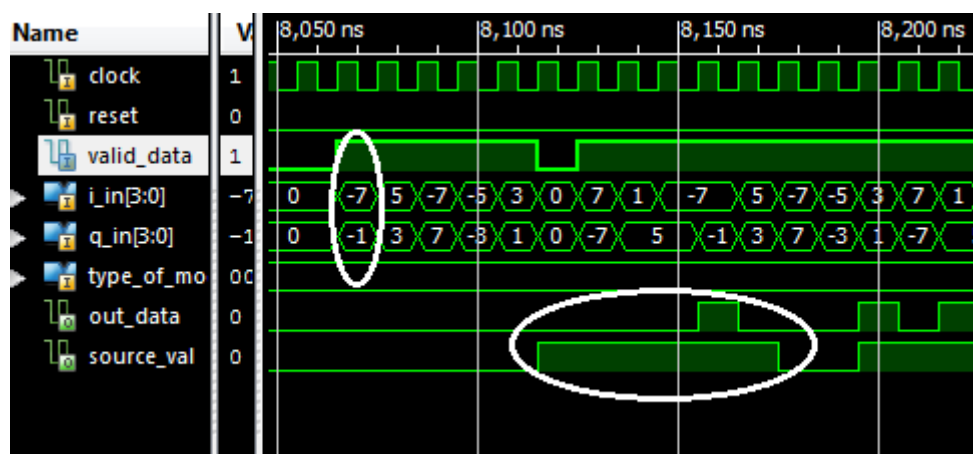 Name V. 8,050 ns 8,100 ns 8,150 ns 8,200 ns
clock 1
reset 0
valid_data 1
i_in[3:0] -7 0 -7 5 -7 -5 3 0 7 1 -7 5 -7 -5 3 7 1
q_in[3:0] -1 0 -1 3 7 -3 1 0 -7 5 -1 3 7 -3 1 -7
type_of_mo 00
out_data 0
source_val 0